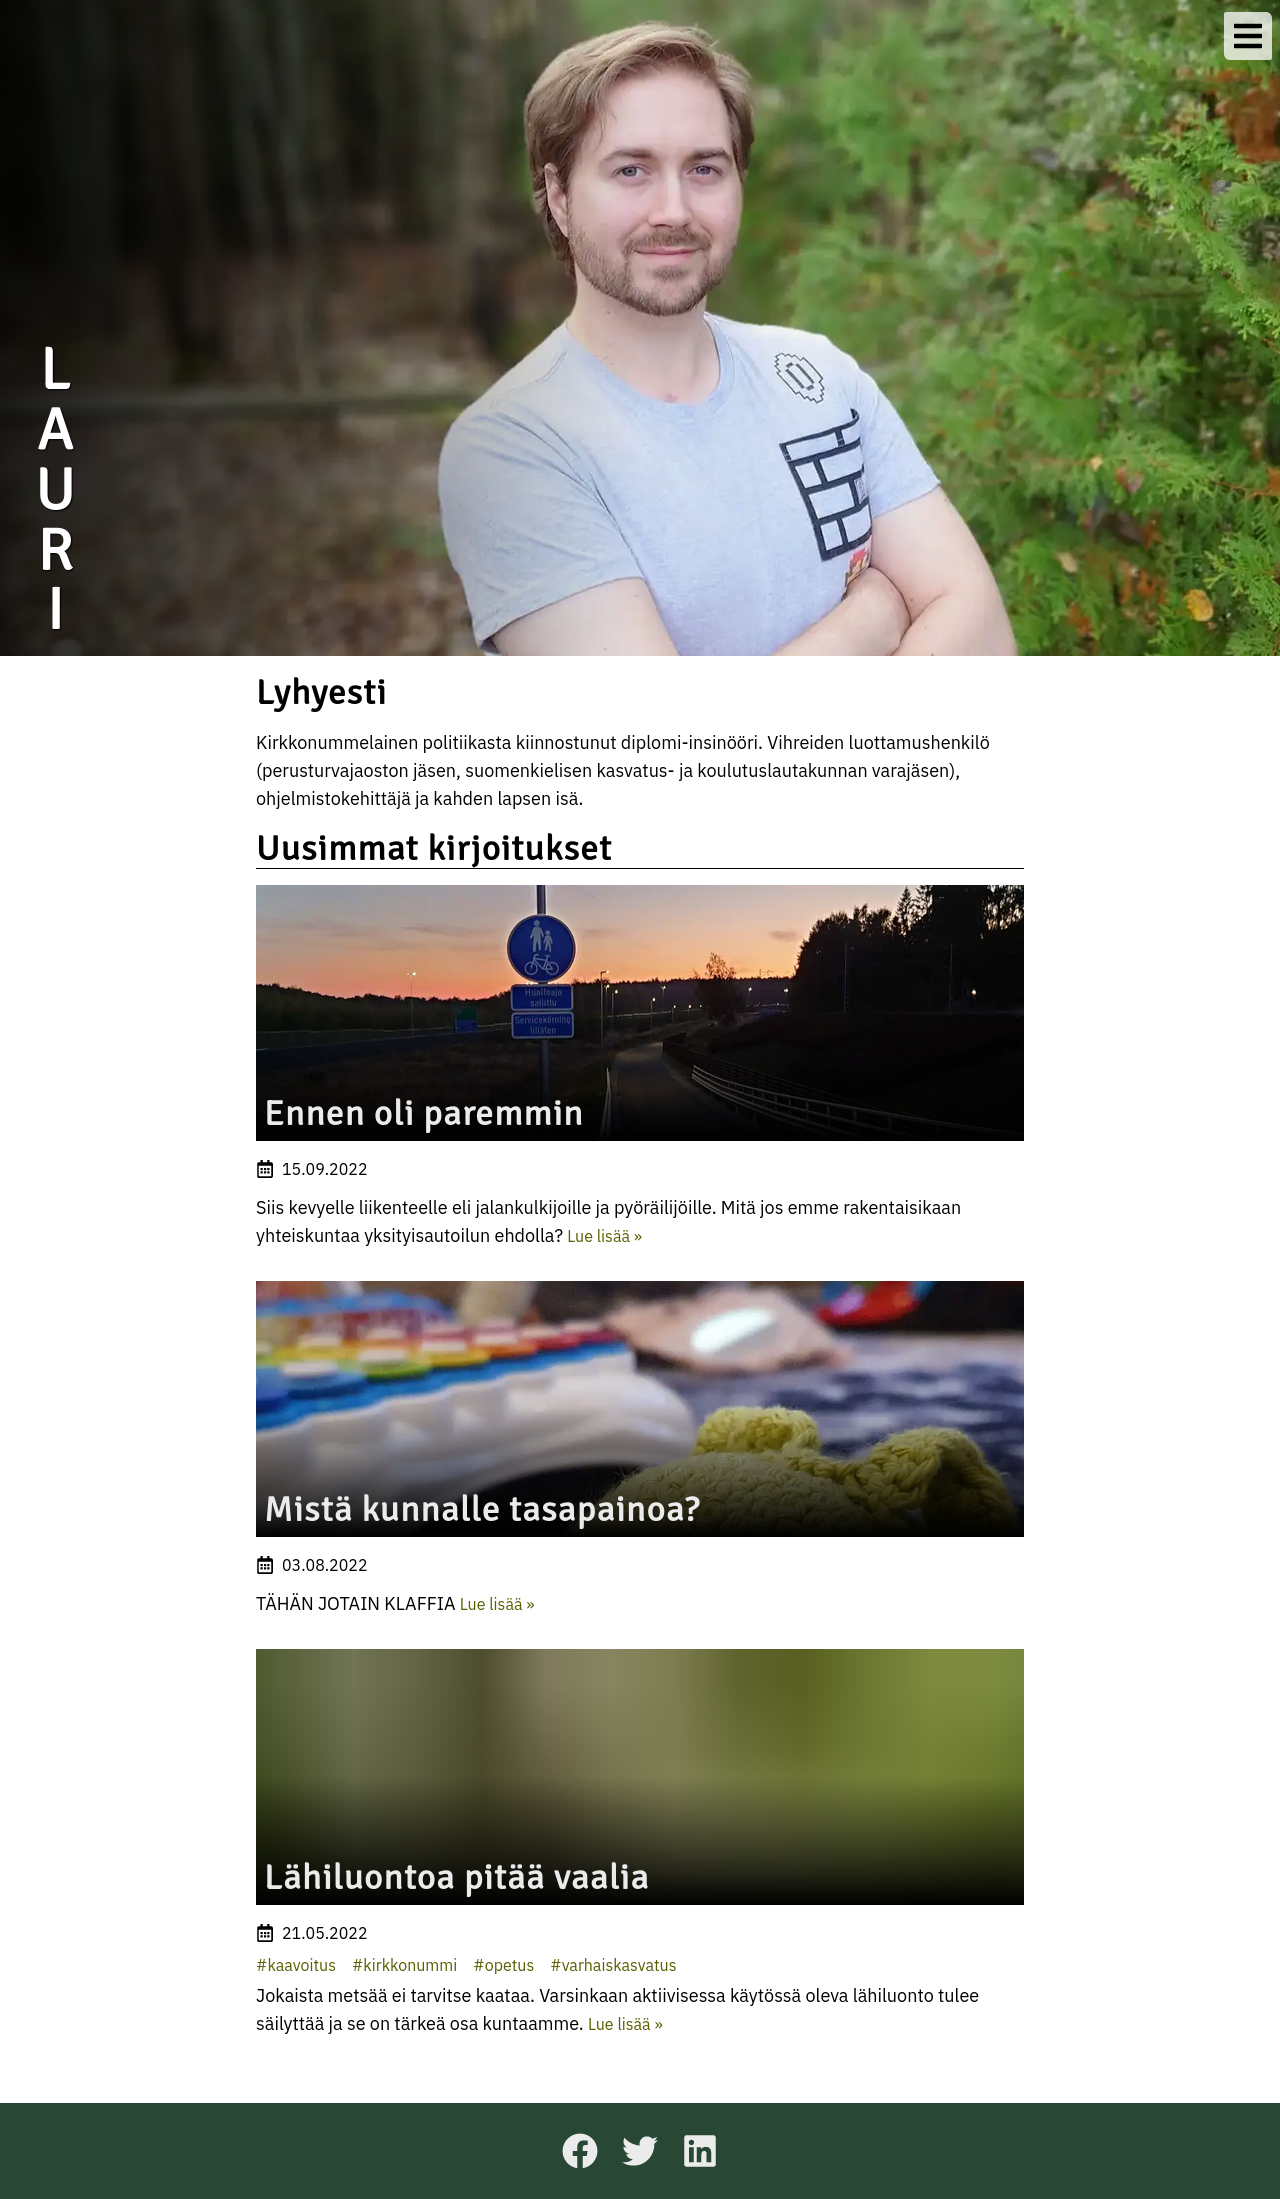 LAURI
Lyhyesti
Kirkkonummelainen politiikasta kiinnostunut diplomi-insinööri. Vihreiden luottamushenkilö
(perusturvajaoston jäsen, suomenkielisen kasvatus- ja koulutuslautakunnan varajäsen),
ohjelmistokehittäjä ja kahden lapsen isä.
Uusimmat kirjoitukset
Huoltoajo
sallittu
Servicekörning
tillåten
Ennen oli paremmin
15.09.2022
Siis kevyelle liikenteelle eli jalankulkijoille ja pyöräilijöille. Mitä jos emme rakentaisikaan
yhteiskuntaa yksityisautoilun ehdolla? Lue lisää »
Mistä kunnalle tasapainoa?
03.08.2022
TÄHÄN JOTAIN KLAFFIA Lue lisää »
Lähiluontoa pitää vaalia
21.05.2022
#kaavoitus #kirkkonummi #opetus #varhaiskasvatus
Jokaista metsää ei tarvitse kaataa. Varsinkaan aktiivisessa käytössä oleva lähiluonto tulee
säilyttää ja se on tärkeä osa kuntaamme. Lue lisää »